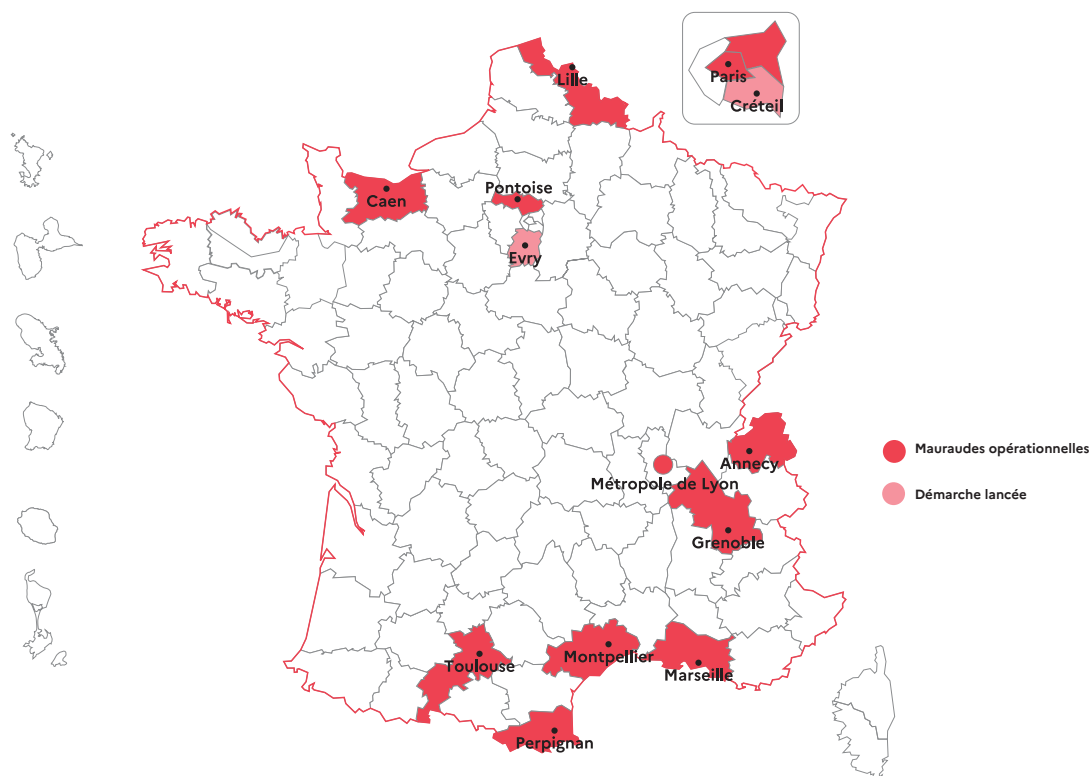 Lille
Paris
Créteil
Pontoise
Caen
Evry
Annecy
Métropole de Lyon
Grenoble
Mauraudes opérationnelles
Démarche lancée
Toulouse
Montpellier
Marseille
Perpignan